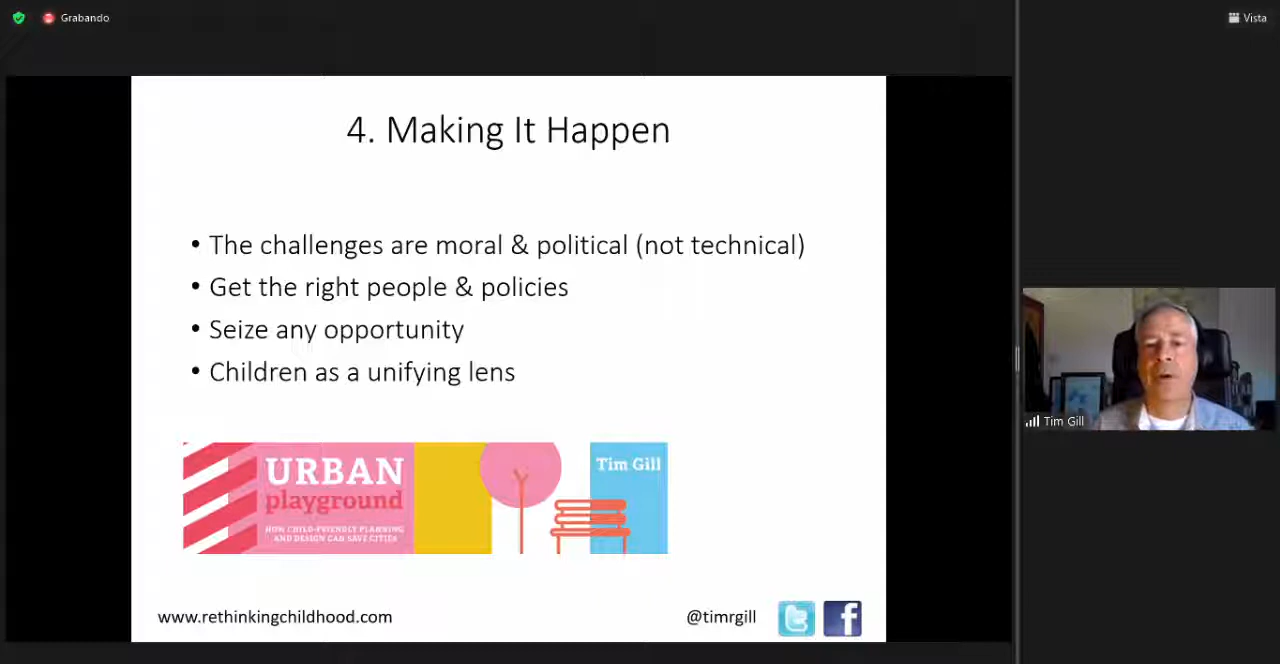 Grabando
Vista
4. Making It Happen
• The challenges are moral & political (not technical)
• Get the right people & policies
• Seize any opportunity
• Children as a unifying lens
URBAN
playground
HOW CHILD-FRIENDLY PLANNING
AND DESIGN CAN SAVE CITIES
Tim Gill
Tim Gill
www.rethinkingchildhood.com
@timrgill